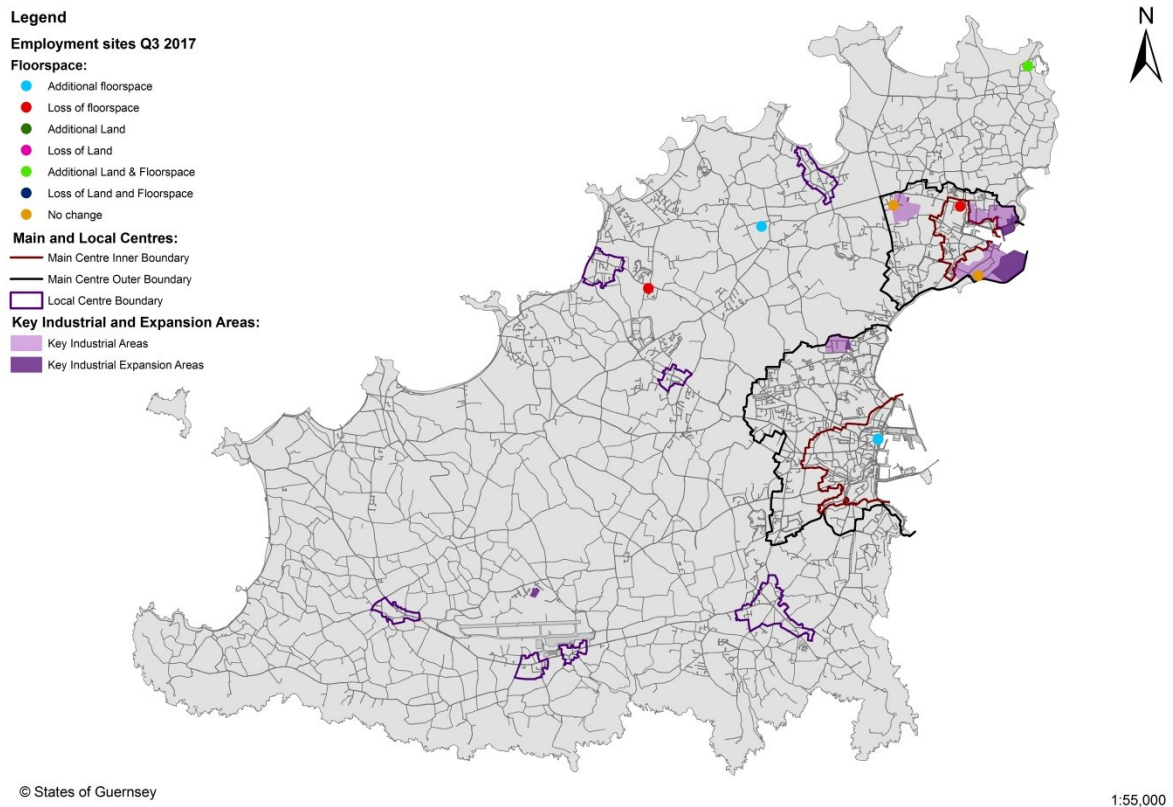 Legend
Employment sites Q3 2017
Floorspace:
Additional floorspace
Loss of floorspace
Additional Land
Loss of Land
Additional Land & Floorspace
Loss of Land and Floorspace
No change
Main and Local Centres:
Main Centre Inner Boundary
Main Centre Outer Boundary
Local Centre Boundary
Key Industrial and Expansion Areas:
Key Industrial Areas
Key Industrial Expansion Areas
N
© States of Guernsey
1:55,000